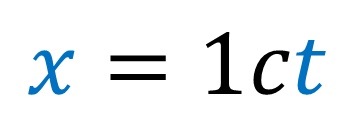 x = 1ct